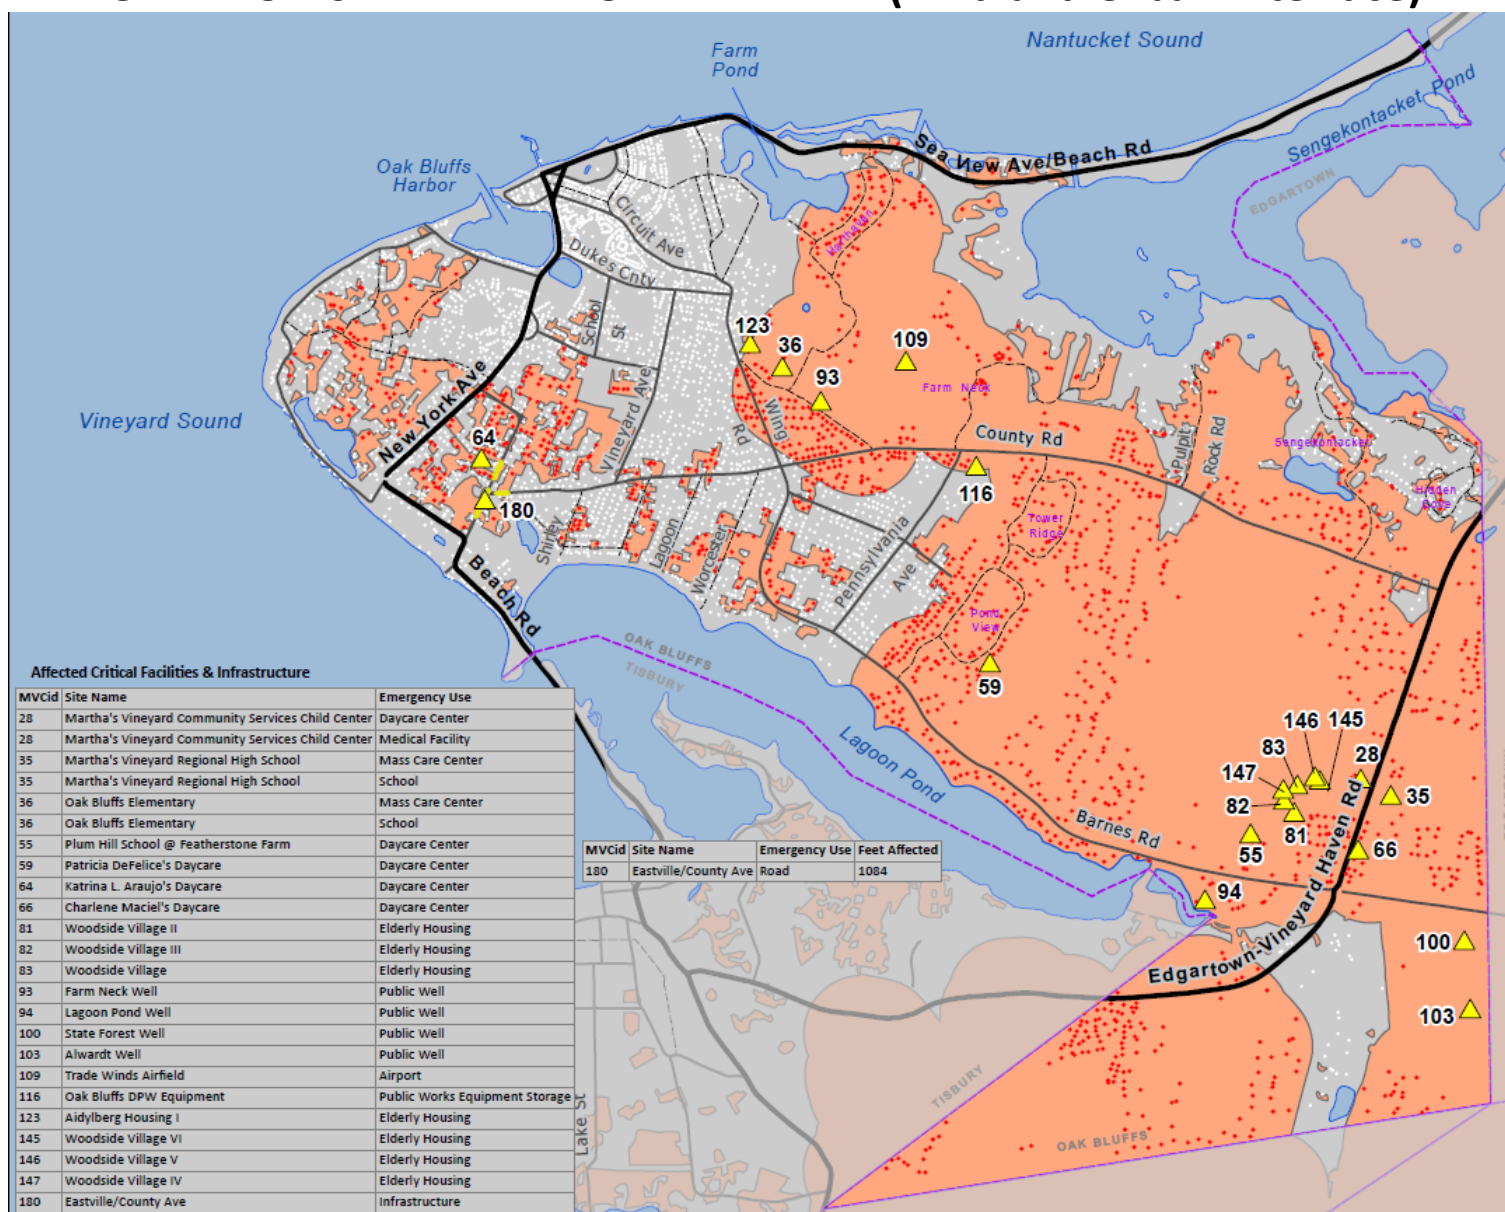 Nantucket Sound
Farm
Pond
Sengekontacket Pond
Sea View Ave/Beach Rd
Oak Bluffs
Harbor
EDGARTOWN
Circuit Ave
Dukes Cnty
Harthaven
School
St
123
36
109
93
Farm Neck
New York Ave
Vineyard Sound
Vineyard Ave
Wing
Rd
County Rd
Pulpit
Rock Rd
Sengekontacket
64
116
Hidden
Cove
180
Shirley
Lagoon
Worcester
Pennsylvania
Ave
Tower
Ridge
Beach Rd
Pond
View
OAK BLUFFS
TISBURY
59
Lagoon Pond
146
145
83
28
147
35
82
81
Barnes Rd
55
66
94
Edgartown-Vineyard Haven Rd
100
103
TISBURY
OAK BLUFFS
Lake St
Affected Critical Facilities & Infrastructure
MVCid Site Name Emergency Use
28 Martha's Vineyard Community Services Child Center Daycare Center
28 Martha's Vineyard Community Services Child Center Medical Facility
35 Martha's Vineyard Regional High School Mass Care Center
35 Martha's Vineyard Regional High School School
36 Oak Bluffs Elementary Mass Care Center
36 Oak Bluffs Elementary School
55 Plum Hill School @ Featherstone Farm Daycare Center
59 Patricia DeFelice's Daycare Daycare Center
64 Katrina L. Araujo's Daycare Daycare Center
66 Charlene Maciel's Daycare Daycare Center
81 Woodside Village II Elderly Housing
82 Woodside Village III Elderly Housing
83 Woodside Village Elderly Housing
93 Farm Neck Well Public Well
94 Lagoon Pond Well Public Well
100 State Forest Well Public Well
103 Alwardt Well Public Well
109 Trade Winds Airfield Airport
116 Oak Bluffs DPW Equipment Public Works Equipment Storage
123 Aidylberg Housing I Elderly Housing
145 Woodside Village VI Elderly Housing
146 Woodside Village V Elderly Housing
147 Woodside Village IV Elderly Housing
180 Eastville/County Ave Infrastructure
MVCid Site Name Emergency Use Feet Affected
180 Eastville/County Ave Road 1084